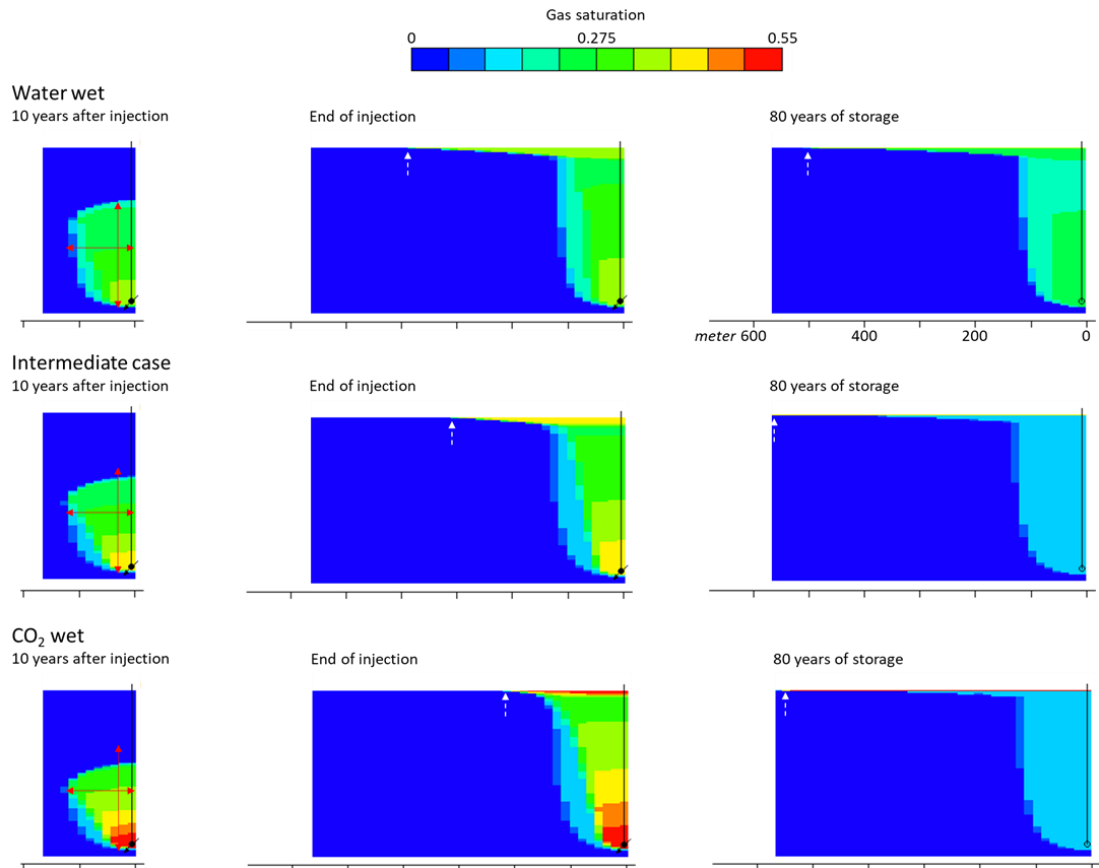 Gas saturation
0 0.275 0.55
Water wet
10 years after injection End of injection 80 years of storage
meter 600 400 200 0
Intermediate case
10 years after injection End of injection 80 years of storage
CO₂ wet
10 years after injection End of injection 80 years of storage